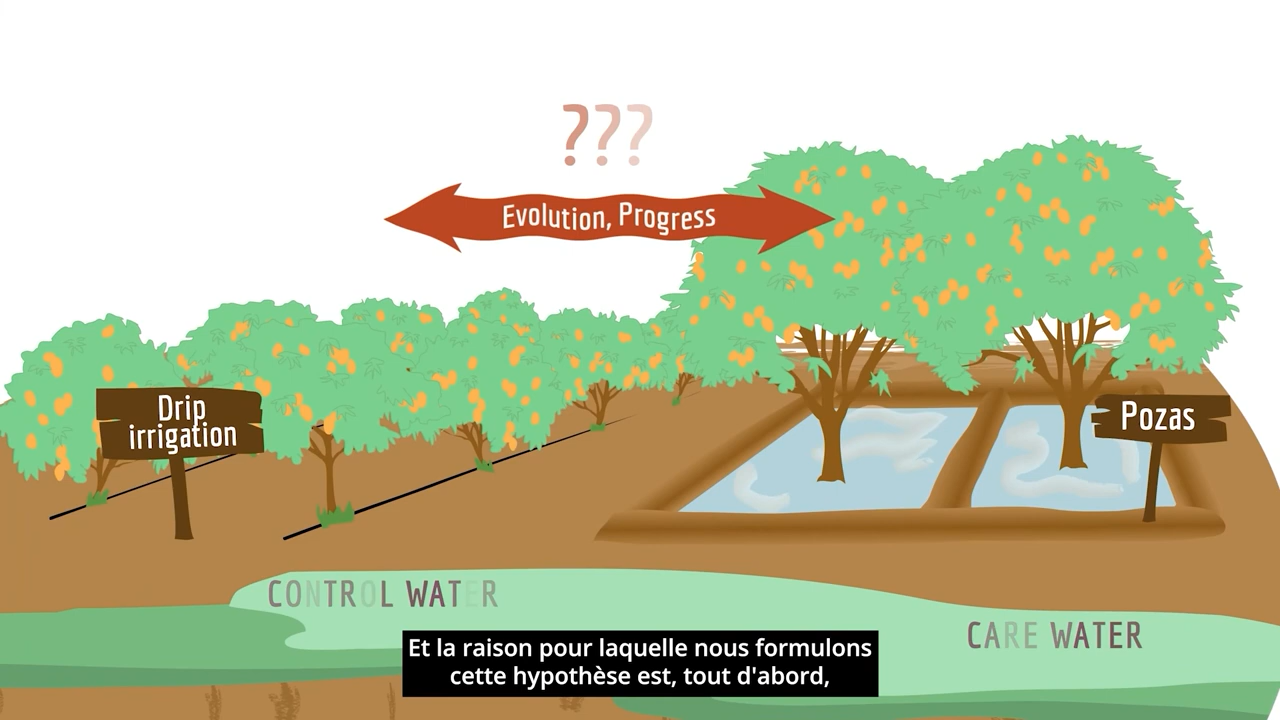 ???
Evolution, Progress
Drip
irrigation
Pozas
CONTROL WATER
CARE WATER
Et la raison pour laquelle nous formulons
cette hypothèse est, tout d'abord,